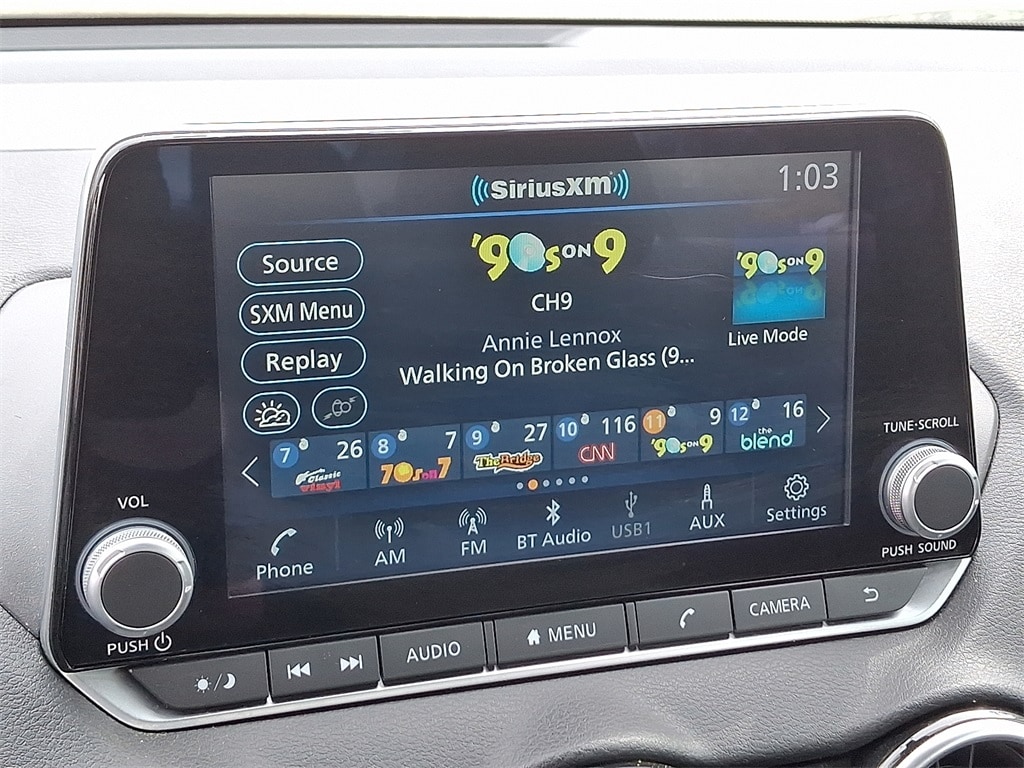 SiriusXM
1:03
Source
SXM Menu
Replay
'90s ON 9
CH9
Annie Lennox
Walking On Broken Glass (9...
'90s ON 9
Live Mode
7 26
Classic vinyl
8 7
70s on 7
9 27
The Bridge
10 116
CNN
11 9
'90s ON 9
12 16
the blend
Phone
AM
FM
BT Audio
USB1
AUX
Settings
VOL
PUSH
TUNE·SCROLL
PUSH SOUND
AUDIO
MENU
CAMERA